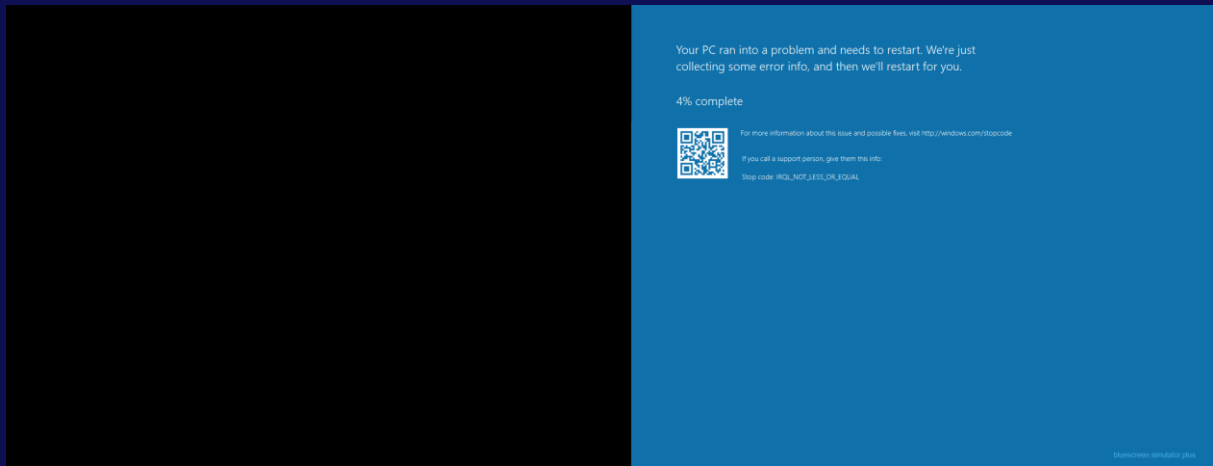 Your PC ran into a problem and needs to restart. We're just
collecting some error info, and then we'll restart for you.
4% complete
For more information about this issue and possible fixes, visit http://windows.com/stopcode
If you call a support person, give them this info:
Stop code: IRQL_NOT_LESS_OR_EQUAL
bluescreen simulator plus